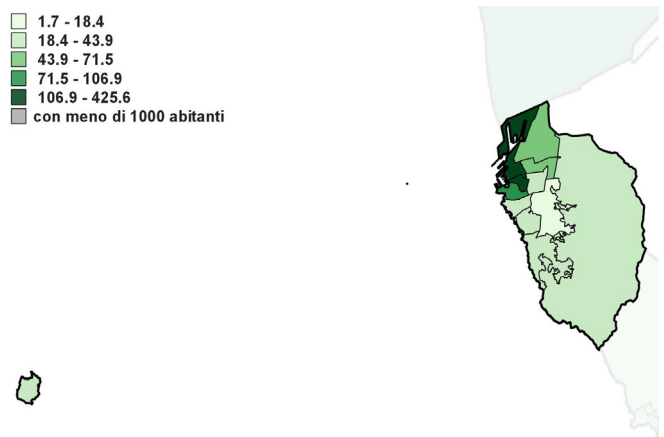 1.7 - 18.4
18.4 - 43.9
43.9 - 71.5
71.5 - 106.9
106.9 - 425.6
con meno di 1000 abitanti